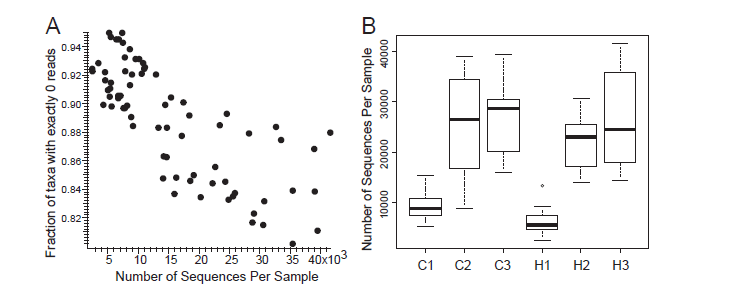 A
Fraction of taxa with exactly 0 reads
0.94
0.92
0.90
0.88
0.86
0.84
0.82
5 10 15 20 25 30 35 40x10³
Number of Sequences Per Sample
B
Number of Sequences Per Sample
40000
30000
20000
10000
C1 C2 C3 H1 H2 H3